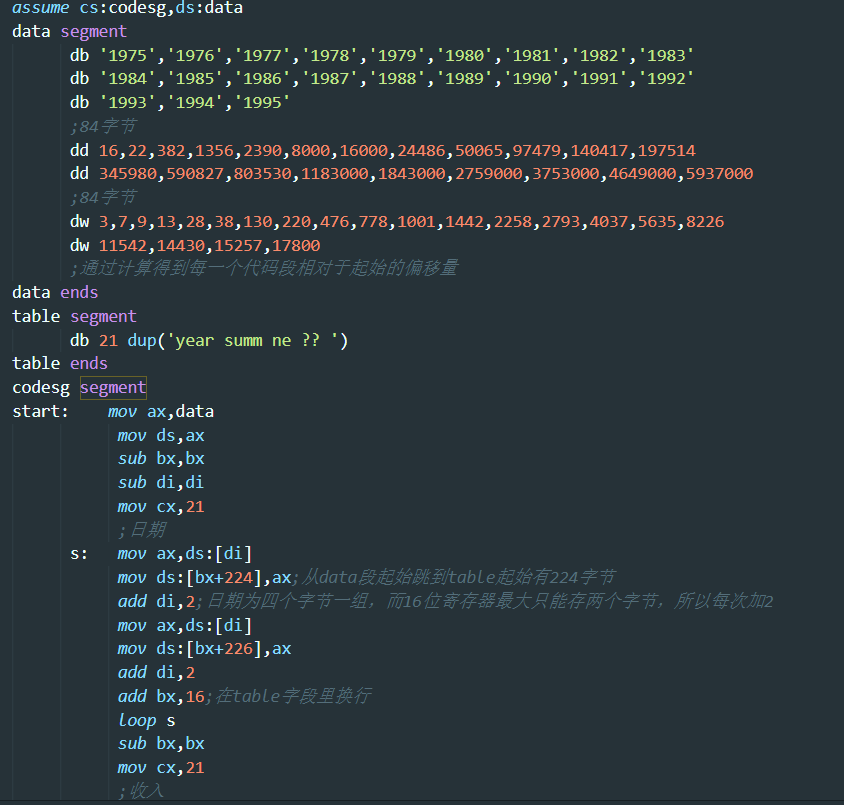 assume cs:codesg,ds:data
data segment
db '1975','1976','1977','1978','1979','1980','1981','1982','1983'
db '1984','1985','1986','1987','1988','1989','1990','1991','1992'
db '1993','1994','1995'
;84字节
dd 16,22,382,1356,2390,8000,16000,24486,50065,97479,140417,197514
dd 345980,590827,803530,1183000,1843000,2759000,3753000,4649000,5937000
;84字节
dw 3,7,9,13,28,38,130,220,476,778,1001,1442,2258,2793,4037,5635,8226
dw 11542,14430,15257,17800
;通过计算得到每一个代码段相对于起始的偏移量
data ends
table segment
db 21 dup('year summ ne ?? ')
table ends
codesg segment
start: mov ax,data
mov ds,ax
sub bx,bx
sub di,di
mov cx,21
;日期
s: mov ax,ds:[di]
mov ds:[bx+224],ax;从data段起始跳到table起始有224字节
add di,2;日期为四个字节一组，而16位寄存器最大只能存两个字节，所以每次加2
mov ax,ds:[di]
mov ds:[bx+226],ax
add di,2
add bx,16;在table字段里换行
loop s
sub bx,bx
mov cx,21
;收入